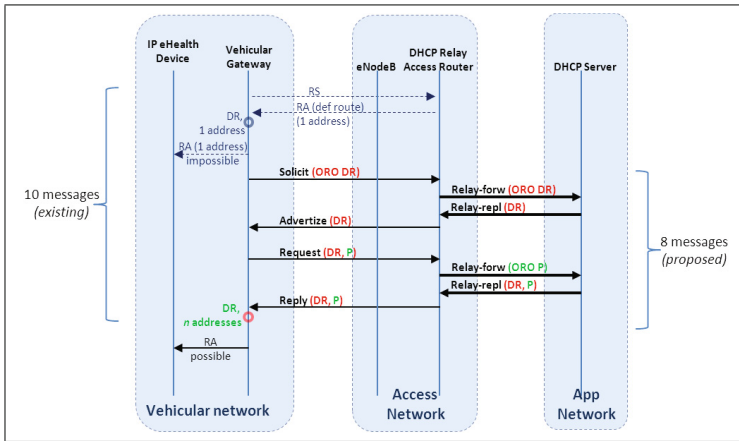 IP eHealth
Device
Vehicular
Gateway
eNodeB
DHCP Relay
Access Router
DHCP Server
RS
RA (def route)
(1 address)
DR,
1 address
RA (1 address)
impossible
Solicit (ORO DR)
Relay-forw (ORO DR)
Relay-repl (DR)
Advertize (DR)
Request (DR, P)
Relay-forw (ORO P)
Relay-repl (DR, P)
Reply (DR, P)
DR,
n addresses
RA
possible
10 messages
(existing)
8 messages
(proposed)
Vehicular network
Access
Network
App
Network